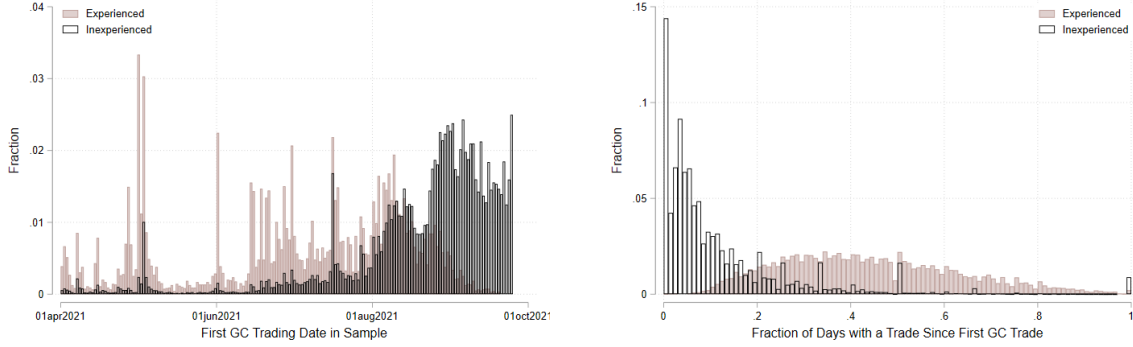 .04
.03
.02
.01
0
Fraction
Experienced
Inexperienced
01apr2021 01jun2021 01aug2021 01oct2021
First GC Trading Date in Sample
.15
.1
.05
0
Fraction
Experienced
Inexperienced
0 .2 .4 .6 .8 1
Fraction of Days with a Trade Since First GC Trade